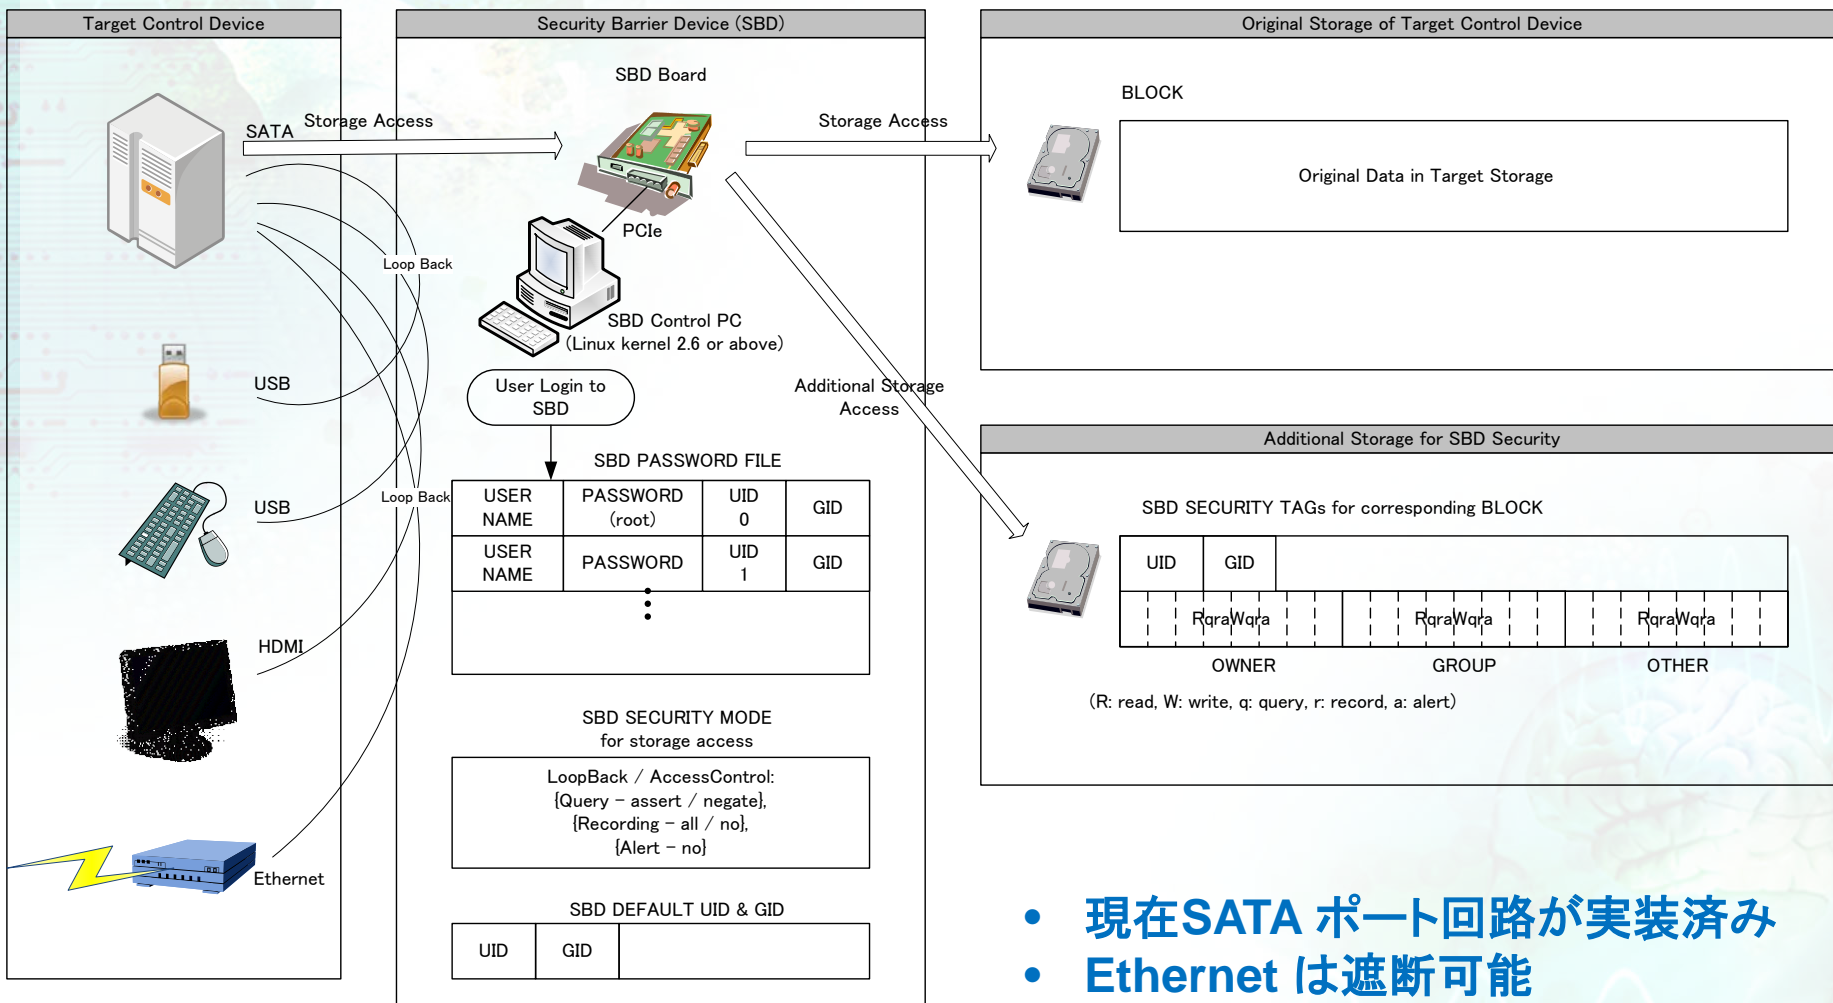 Target Control Device
SATA
USB
USB
HDMI
Ethernet
Storage Access
Loop Back
Loop Back
Security Barrier Device (SBD)
SBD Board
PCIe
SBD Control PC
(Linux kernel 2.6 or above)
User Login to
SBD
SBD PASSWORD FILE
USER NAME PASSWORD (root) UID 0 GID
USER NAME PASSWORD UID 1 GID
SBD SECURITY MODE
for storage access
LoopBack / AccessControl:
{Query - assert / negate},
{Recording - all / no},
{Alert - no}
SBD DEFAULT UID & GID
UID GID
Storage Access
Additional Storage
Access
Original Storage of Target Control Device
BLOCK
Original Data in Target Storage
Additional Storage for SBD Security
SBD SECURITY TAGs for corresponding BLOCK
UID GID
RqraWqra RqraWqra RqraWqra
OWNER GROUP OTHER
(R: read, W: write, q: query, r: record, a: alert)
• 現在SATA ポート回路が実装済み
• Ethernet は遮断可能